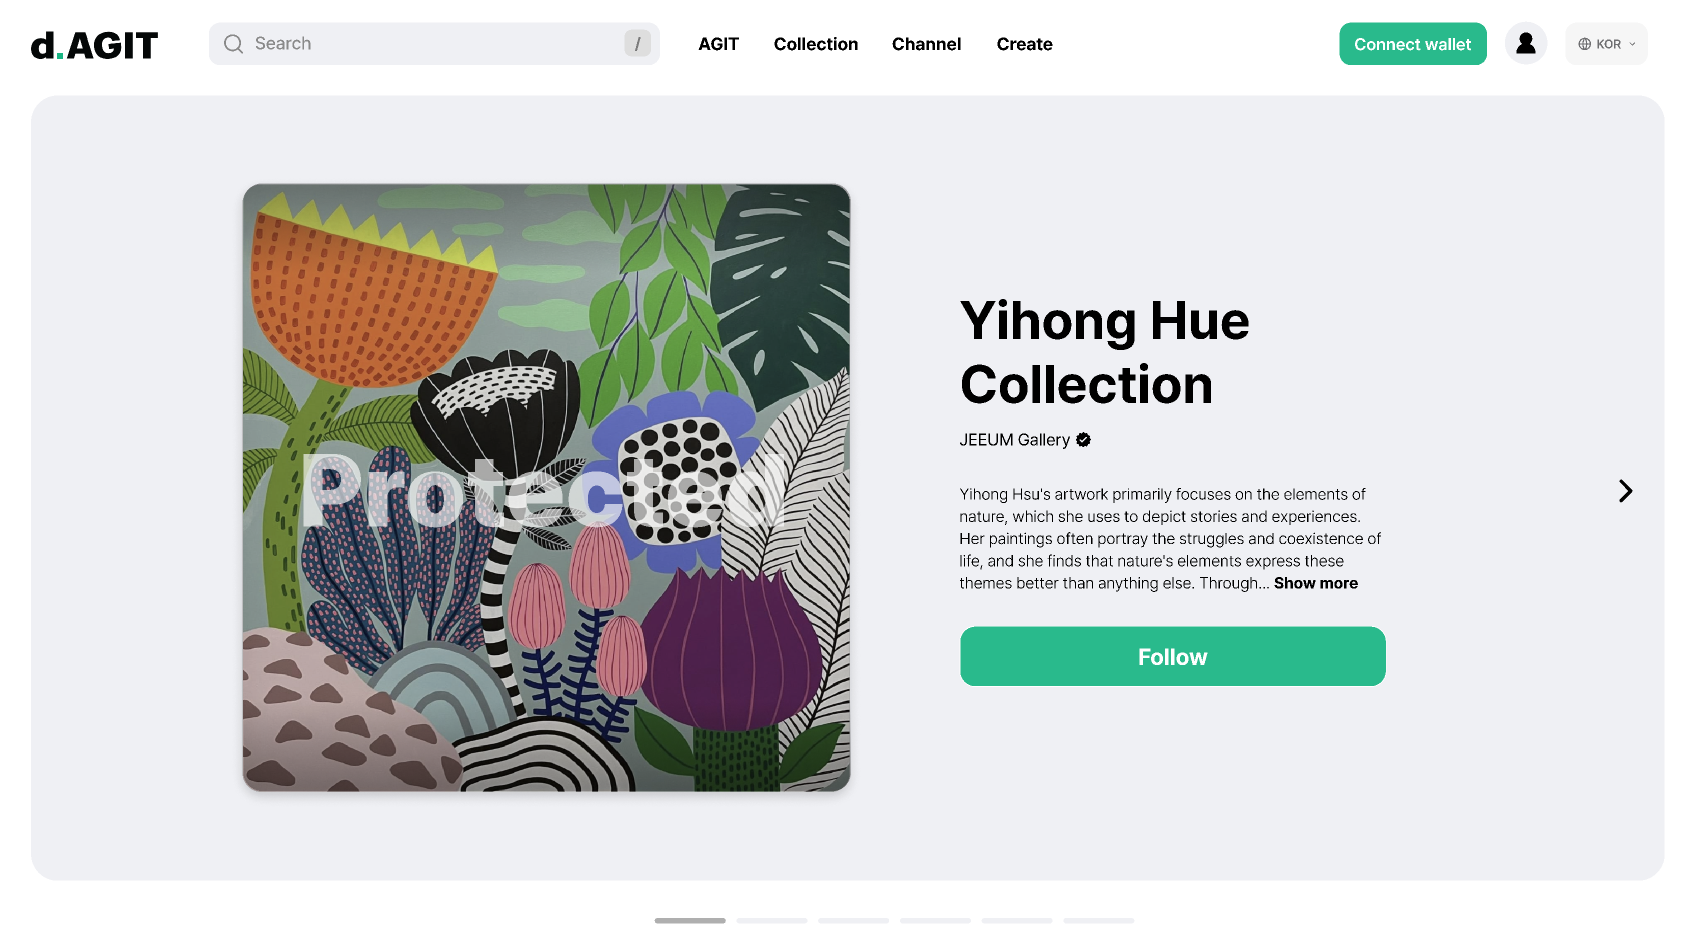 d.AGIT
Search
/
AGIT
Collection
Channel
Create
Connect wallet
KOR
Protected
Yihong Hue
Collection
JEEUM Gallery
Yihong Hsu's artwork primarily focuses on the elements of
nature, which she uses to depict stories and experiences.
Her paintings often portray the struggles and coexistence of
life, and she finds that nature's elements express these
themes better than anything else. Through... Show more
Follow